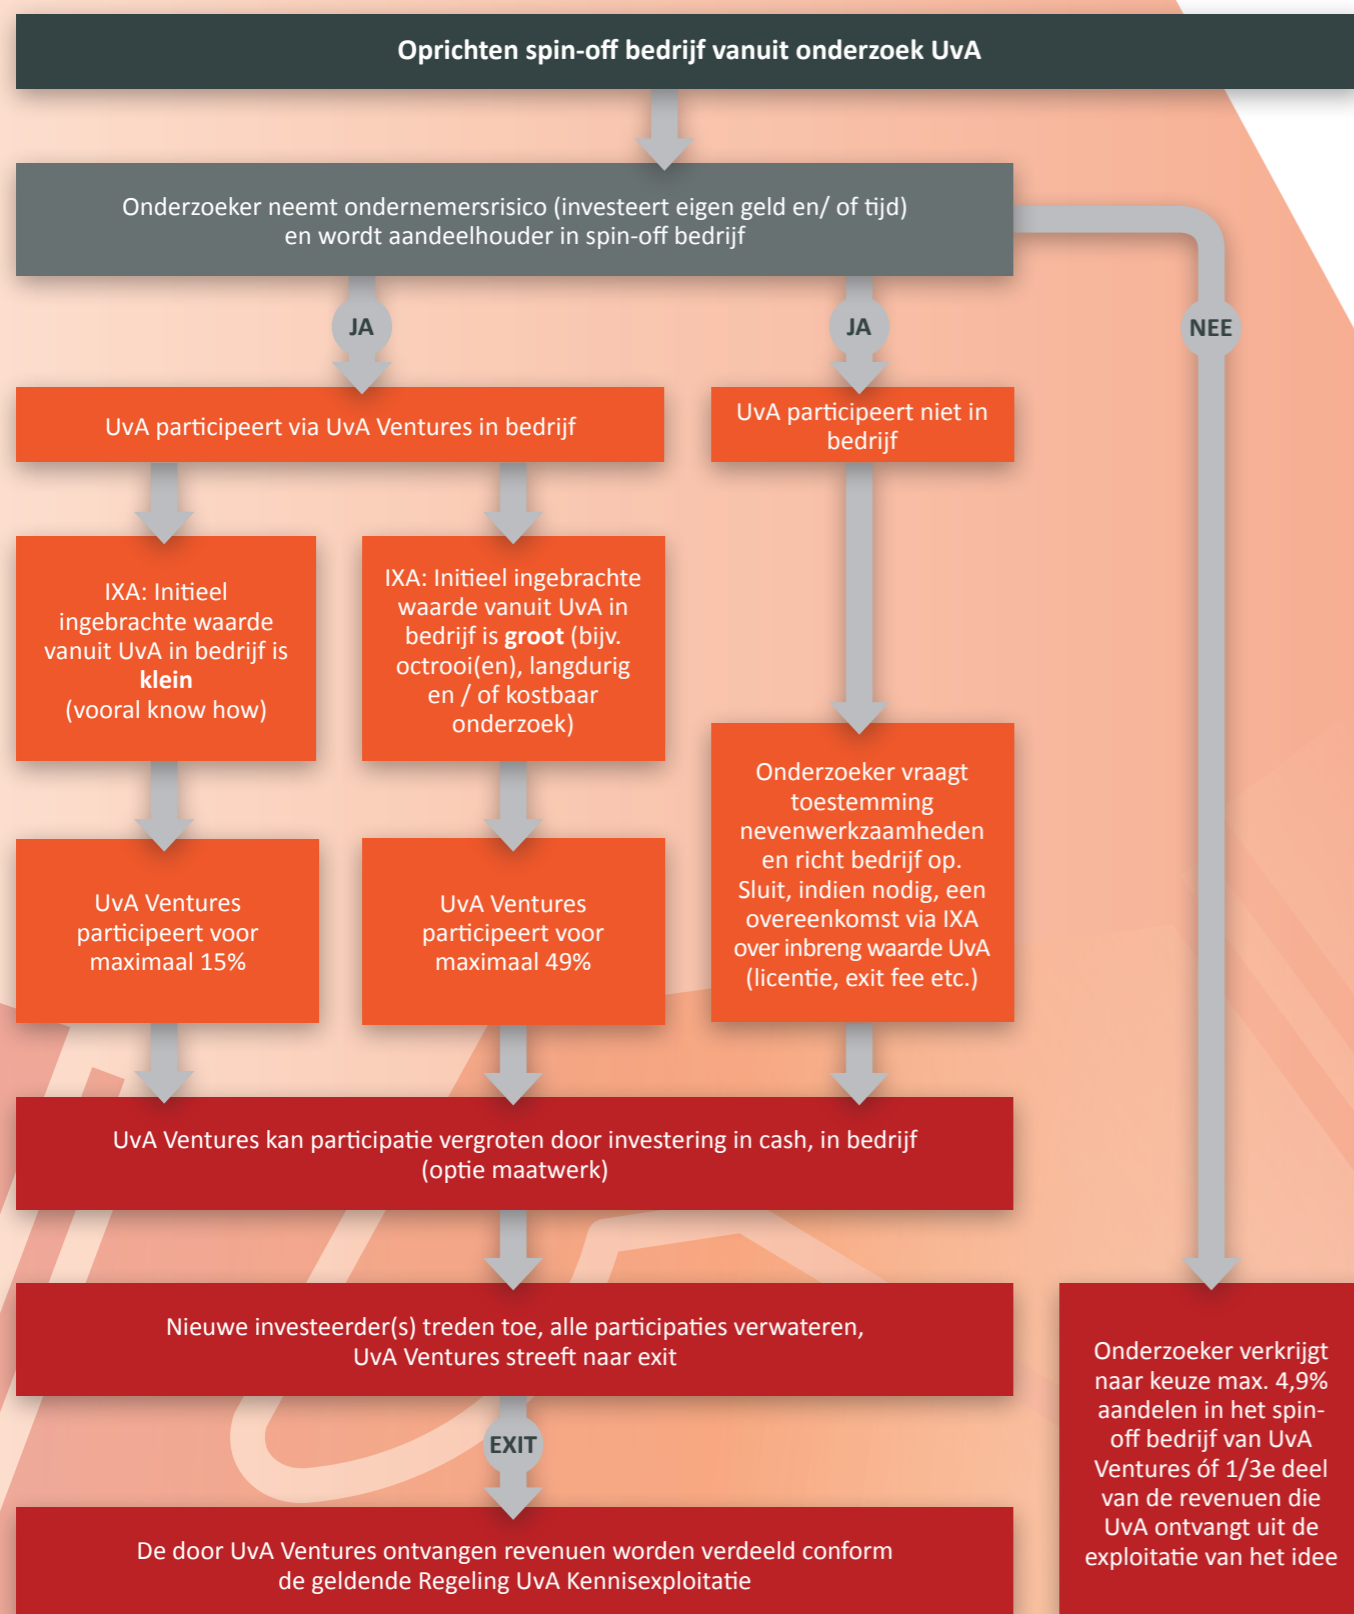 Oprichten spin-off bedrijf vanuit onderzoek UvA
Onderzoeker neemt ondernemersrisico (investeert eigen geld en/ of tijd)
en wordt aandeelhouder in spin-off bedrijf
JA
JA
NEE
UvA participeert via UvA Ventures in bedrijf
UvA participeert niet in
bedrijf
IXA: Initieel
ingebrachte waarde
vanuit UvA in bedrijf is
klein
(vooral know how)
IXA: Initieel ingebrachte
waarde vanuit UvA in
bedrijf is groot (bijv.
octrooi(en), langdurig
en / of kostbaar
onderzoek)
Onderzoeker vraagt
toestemming
nevenwerkzaamheden
en richt bedrijf op.
Sluit, indien nodig, een
overeenkomst via IXA
over inbreng waarde UvA
(licentie, exit fee etc.)
UvA Ventures
participeert voor
maximaal 15%
UvA Ventures
participeert voor
maximaal 49%
UvA Ventures kan participatie vergroten door investering in cash, in bedrijf
(optie maatwerk)
Nieuwe investeerder(s) treden toe, alle participaties verwateren,
UvA Ventures streeft naar exit
EXIT
De door UvA Ventures ontvangen revenuen worden verdeeld conform
de geldende Regeling UvA Kennisexploitatie
Onderzoeker verkrijgt
naar keuze max. 4,9%
aandelen in het spin-
off bedrijf van UvA
Ventures óf 1/3e deel
van de revenuen die
UvA ontvangt uit de
exploitatie van het idee